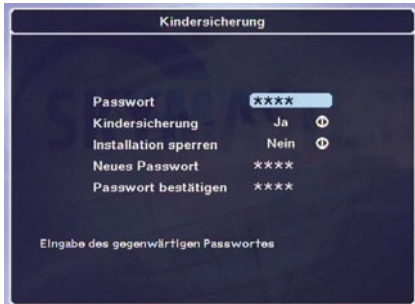 Kindersicherung
Passwort ****
Kindersicherung Ja
Installation sperren Nein
Neues Passwort ****
Passwort bestätigen ****
Eingabe des gegenwärtigen Passwortes